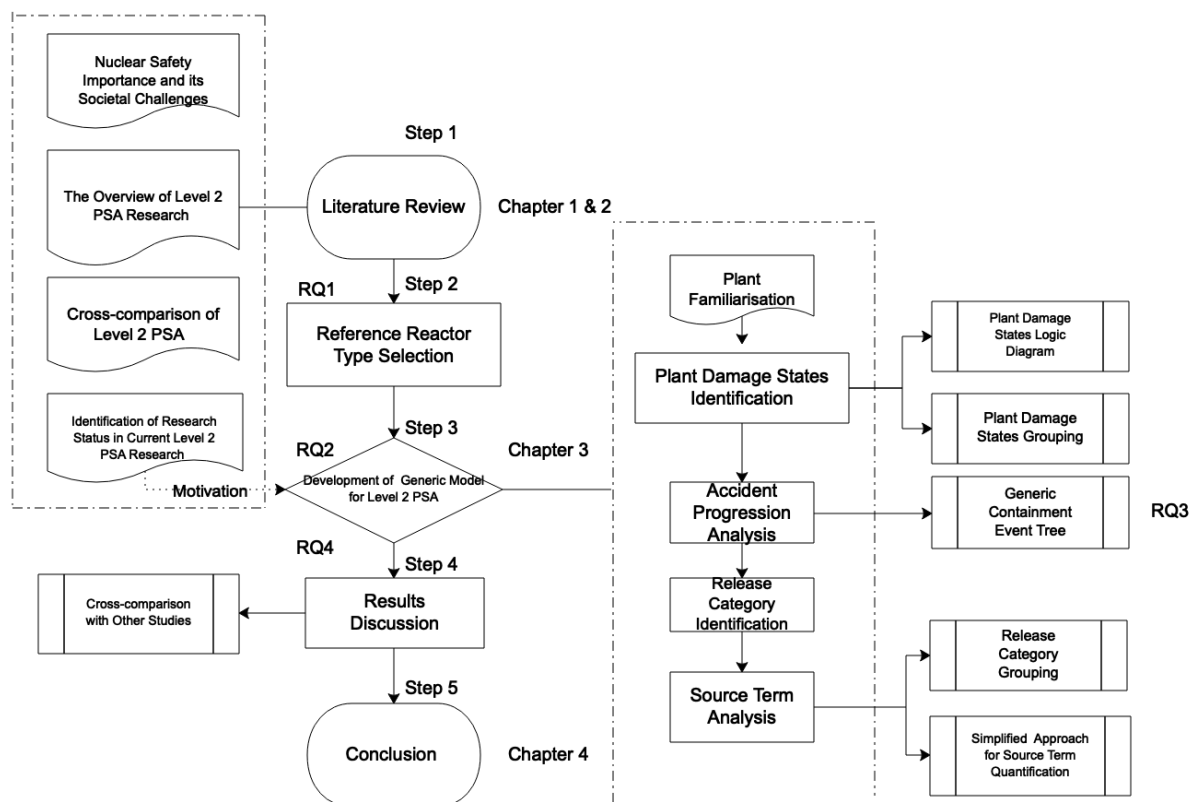 Nuclear Safety
Importance and its
Societal Challenges
The Overview of Level 2
PSA Research
Cross-comparison of
Level 2 PSA
Identification of Research
Status in Current Level 2
PSA Research
Motivation
Step 1
Literature Review
Chapter 1 & 2
Step 2
RQ1
Reference Reactor
Type Selection
Step 3
RQ2
Chapter 3
Development of Generic Model
for Level 2 PSA
RQ4
Step 4
Results
Discussion
Cross-comparison
with Other Studies
Step 5
Conclusion
Chapter 4
Plant
Familiarisation
Plant Damage States
Identification
Plant Damage
States Logic
Diagram
Plant Damage
States Grouping
Accident
Progression
Analysis
Generic
Containment
Event Tree
RQ3
Release
Category
Identification
Source Term
Analysis
Release
Category
Grouping
Simplified Approach
for Source Term
Quantification